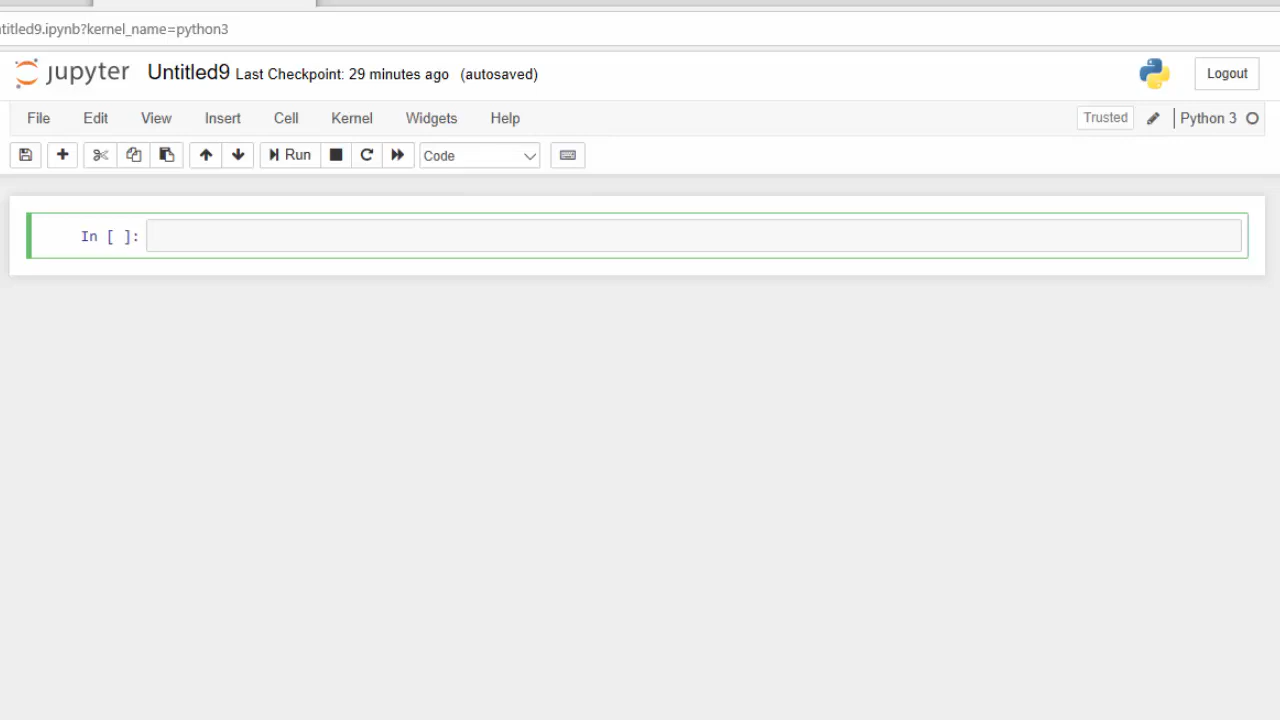 ntitled9.ipynb?kernel_name=python3
jupyter Untitled9 Last Checkpoint: 29 minutes ago (autosaved)
Logout
File Edit View Insert Cell Kernel Widgets Help
Trusted Python 3
Run Code
In [ ]: